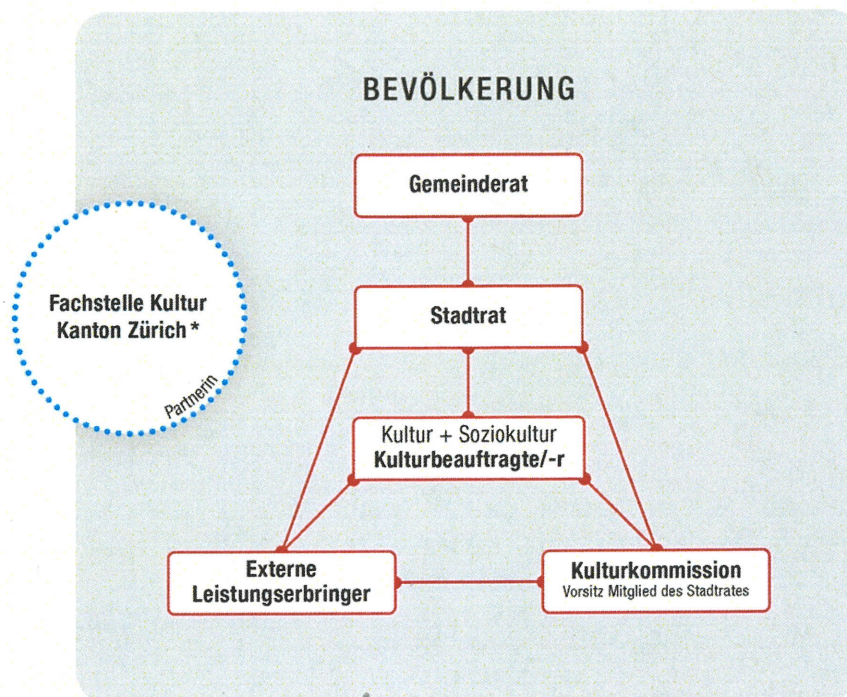 BEVÖLKERUNG
Gemeinderat
Fachstelle Kultur
Kanton Zürich *
Partnerin
Stadtrat
Kultur + Soziokultur
Kulturbeauftragte/-r
Externe
Leistungserbringer
Kulturkommission
Vorsitz Mitglied des Stadtrates